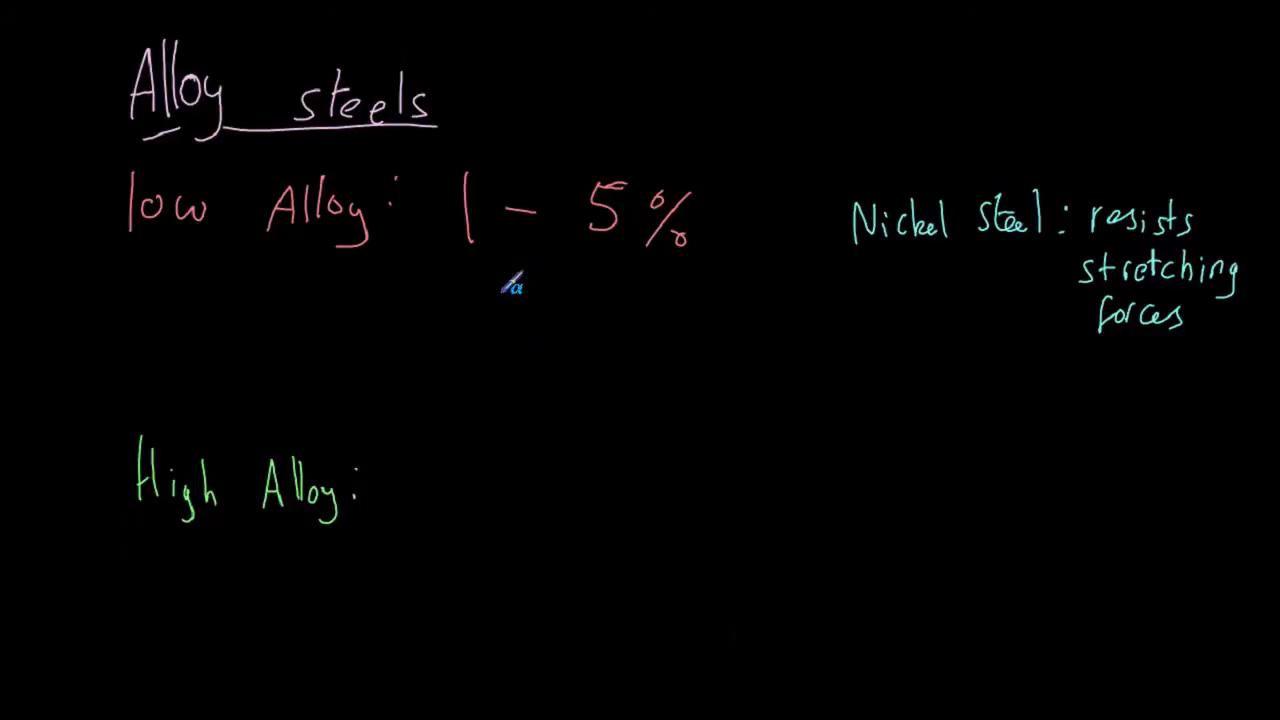 Alloy steels
low Alloy: 1 - 5%
Nickel Steel: resists
stretching
forces
High Alloy: